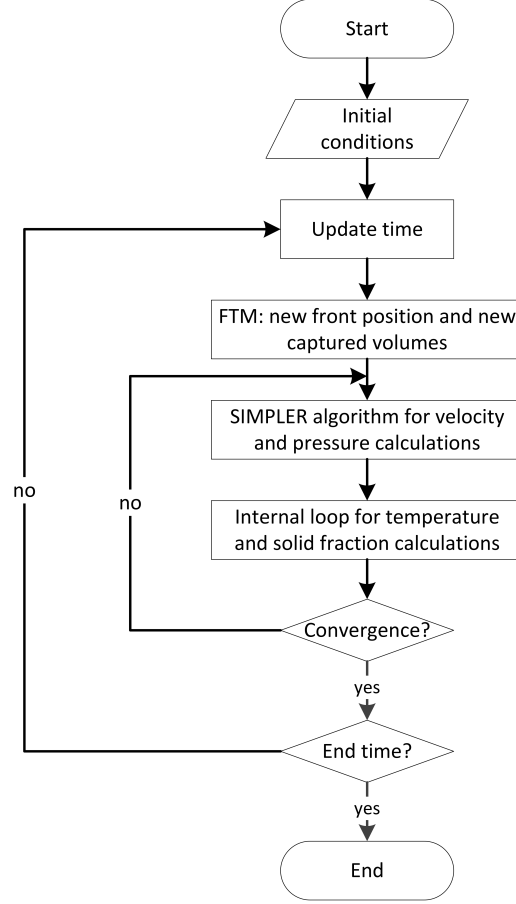 Start
Initial
conditions
Update time
FTM: new front position and new
captured volumes
SIMPLER algorithm for velocity
and pressure calculations
no
no
Internal loop for temperature
and solid fraction calculations
Convergence?
yes
End time?
yes
End